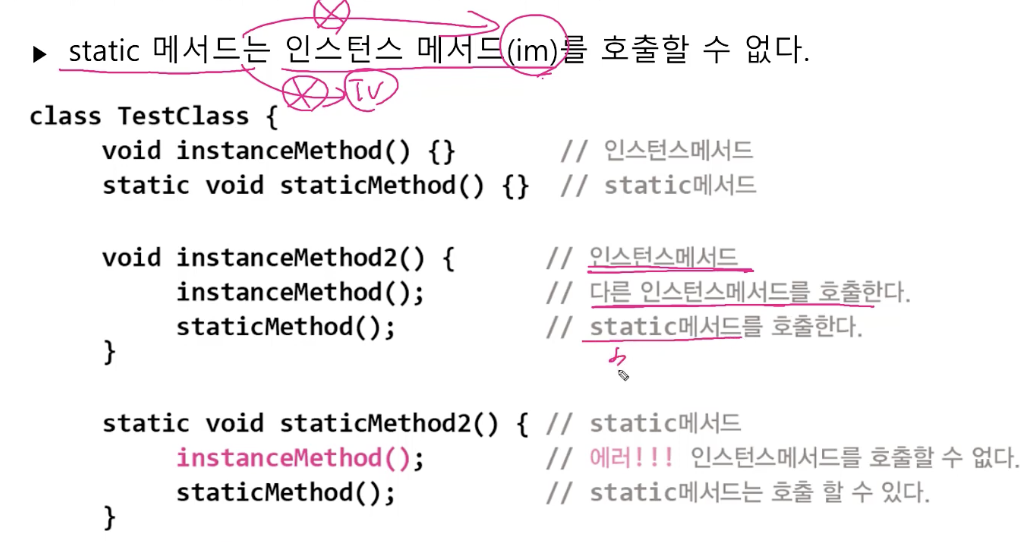 ▶ static 메서드는 인스턴스 메서드(im)를 호출할 수 없다.
iv
class TestClass {
void instanceMethod() {} // 인스턴스메서드
static void staticMethod() {} // static메서드
void instanceMethod2() { // 인스턴스메서드
instanceMethod(); // 다른 인스턴스메서드를 호출한다.
staticMethod(); // static메서드를 호출한다.
}
static void staticMethod2() { // static메서드
instanceMethod(); // 에러!!! 인스턴스메서드를 호출할 수 없다.
staticMethod(); // static메서드는 호출 할 수 있다.
}